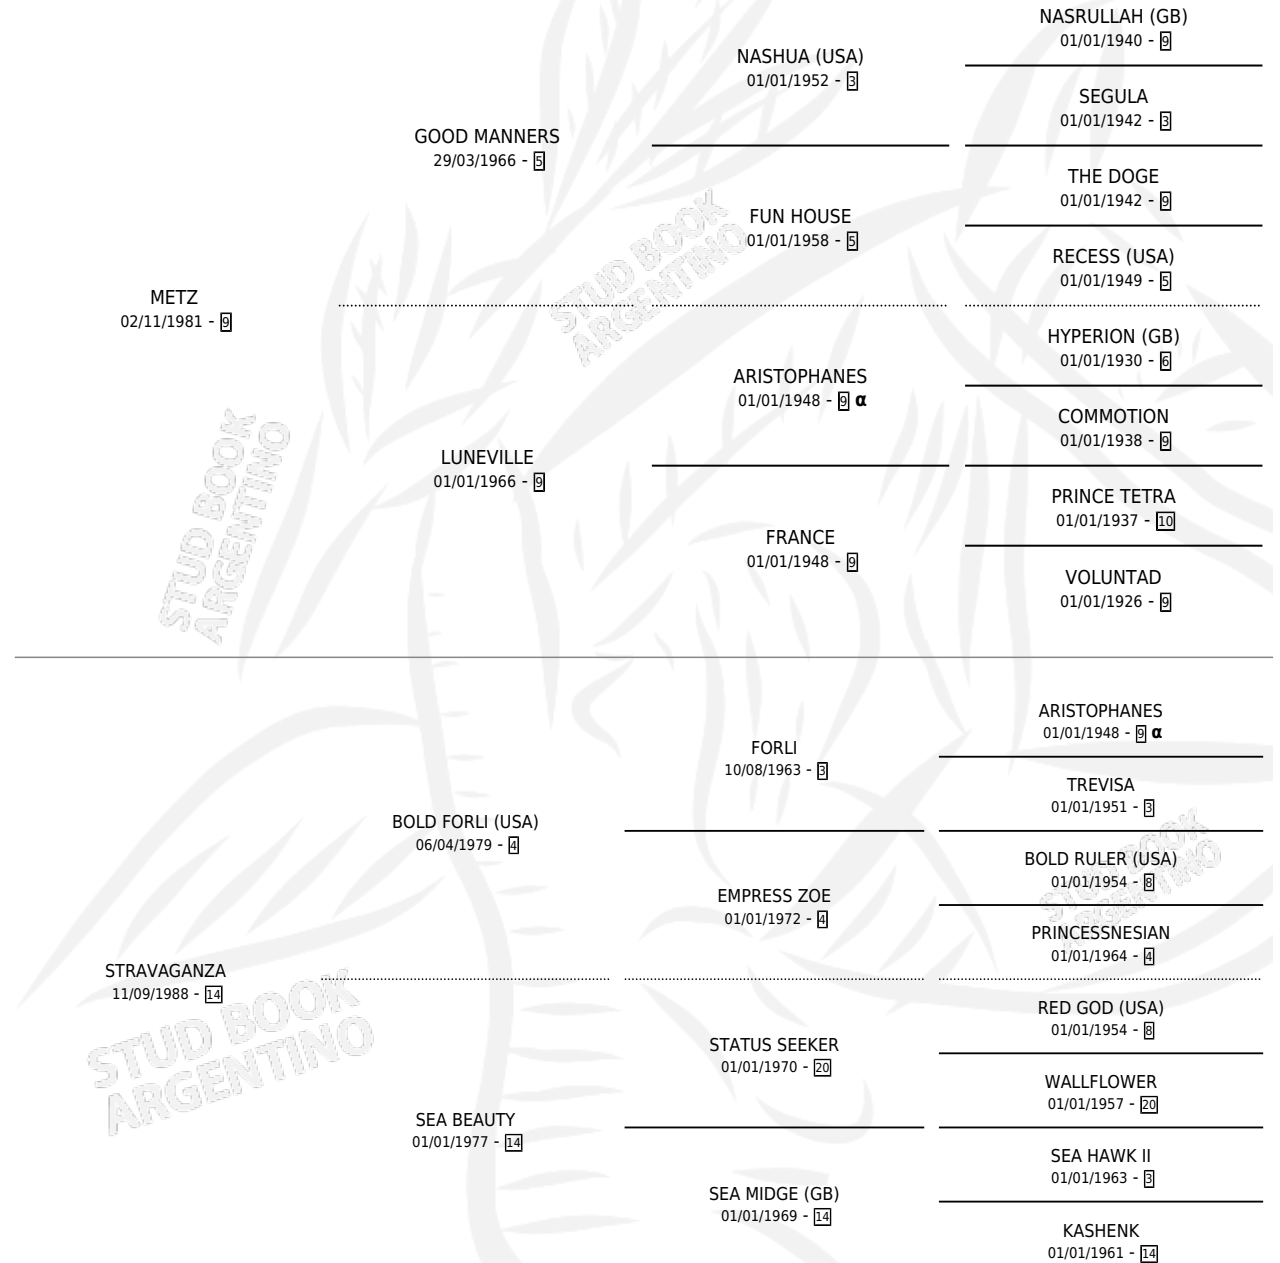 NASRULLAH (GB)
01/01/1940 - 9
NASHUA (USA)
01/01/1952 - 3
SEGULA
01/01/1942 - 3
GOOD MANNERS
29/03/1966 - 5
THE DOGE
01/01/1942 - 9
FUN HOUSE
01/01/1958 - 5
RECESS (USA)
01/01/1949 - 5
METZ
02/11/1981 - 9
HYPERION (GB)
01/01/1930 - 6
ARISTOPHANES
01/01/1948 - 9 α
COMMOTION
01/01/1938 - 9
LUNEVILLE
01/01/1966 - 9
PRINCE TETRA
01/01/1937 - 10
FRANCE
01/01/1948 - 9
VOLUNTAD
01/01/1926 - 9
ARISTOPHANES
01/01/1948 - 9 α
FORLI
10/08/1963 - 3
TREVISA
01/01/1951 - 3
BOLD FORLI (USA)
06/04/1979 - 4
BOLD RULER (USA)
01/01/1954 - 8
EMPRESS ZOE
01/01/1972 - 4
PRINCESSNESIAN
01/01/1964 - 4
STRAVAGANZA
11/09/1988 - 14
RED GOD (USA)
01/01/1954 - 8
STATUS SEEKER
01/01/1970 - 20
WALLFLOWER
01/01/1957 - 20
SEA BEAUTY
01/01/1977 - 14
SEA HAWK II
01/01/1963 - 3
SEA MIDGE (GB)
01/01/1969 - 14
KASHENK
01/01/1961 - 14
STUD BOOK
ARGENTINO
STUD BOOK
ARGENTINO
STUD BOOK
ARGENTINO
STUD BOOK
ARGENTINO